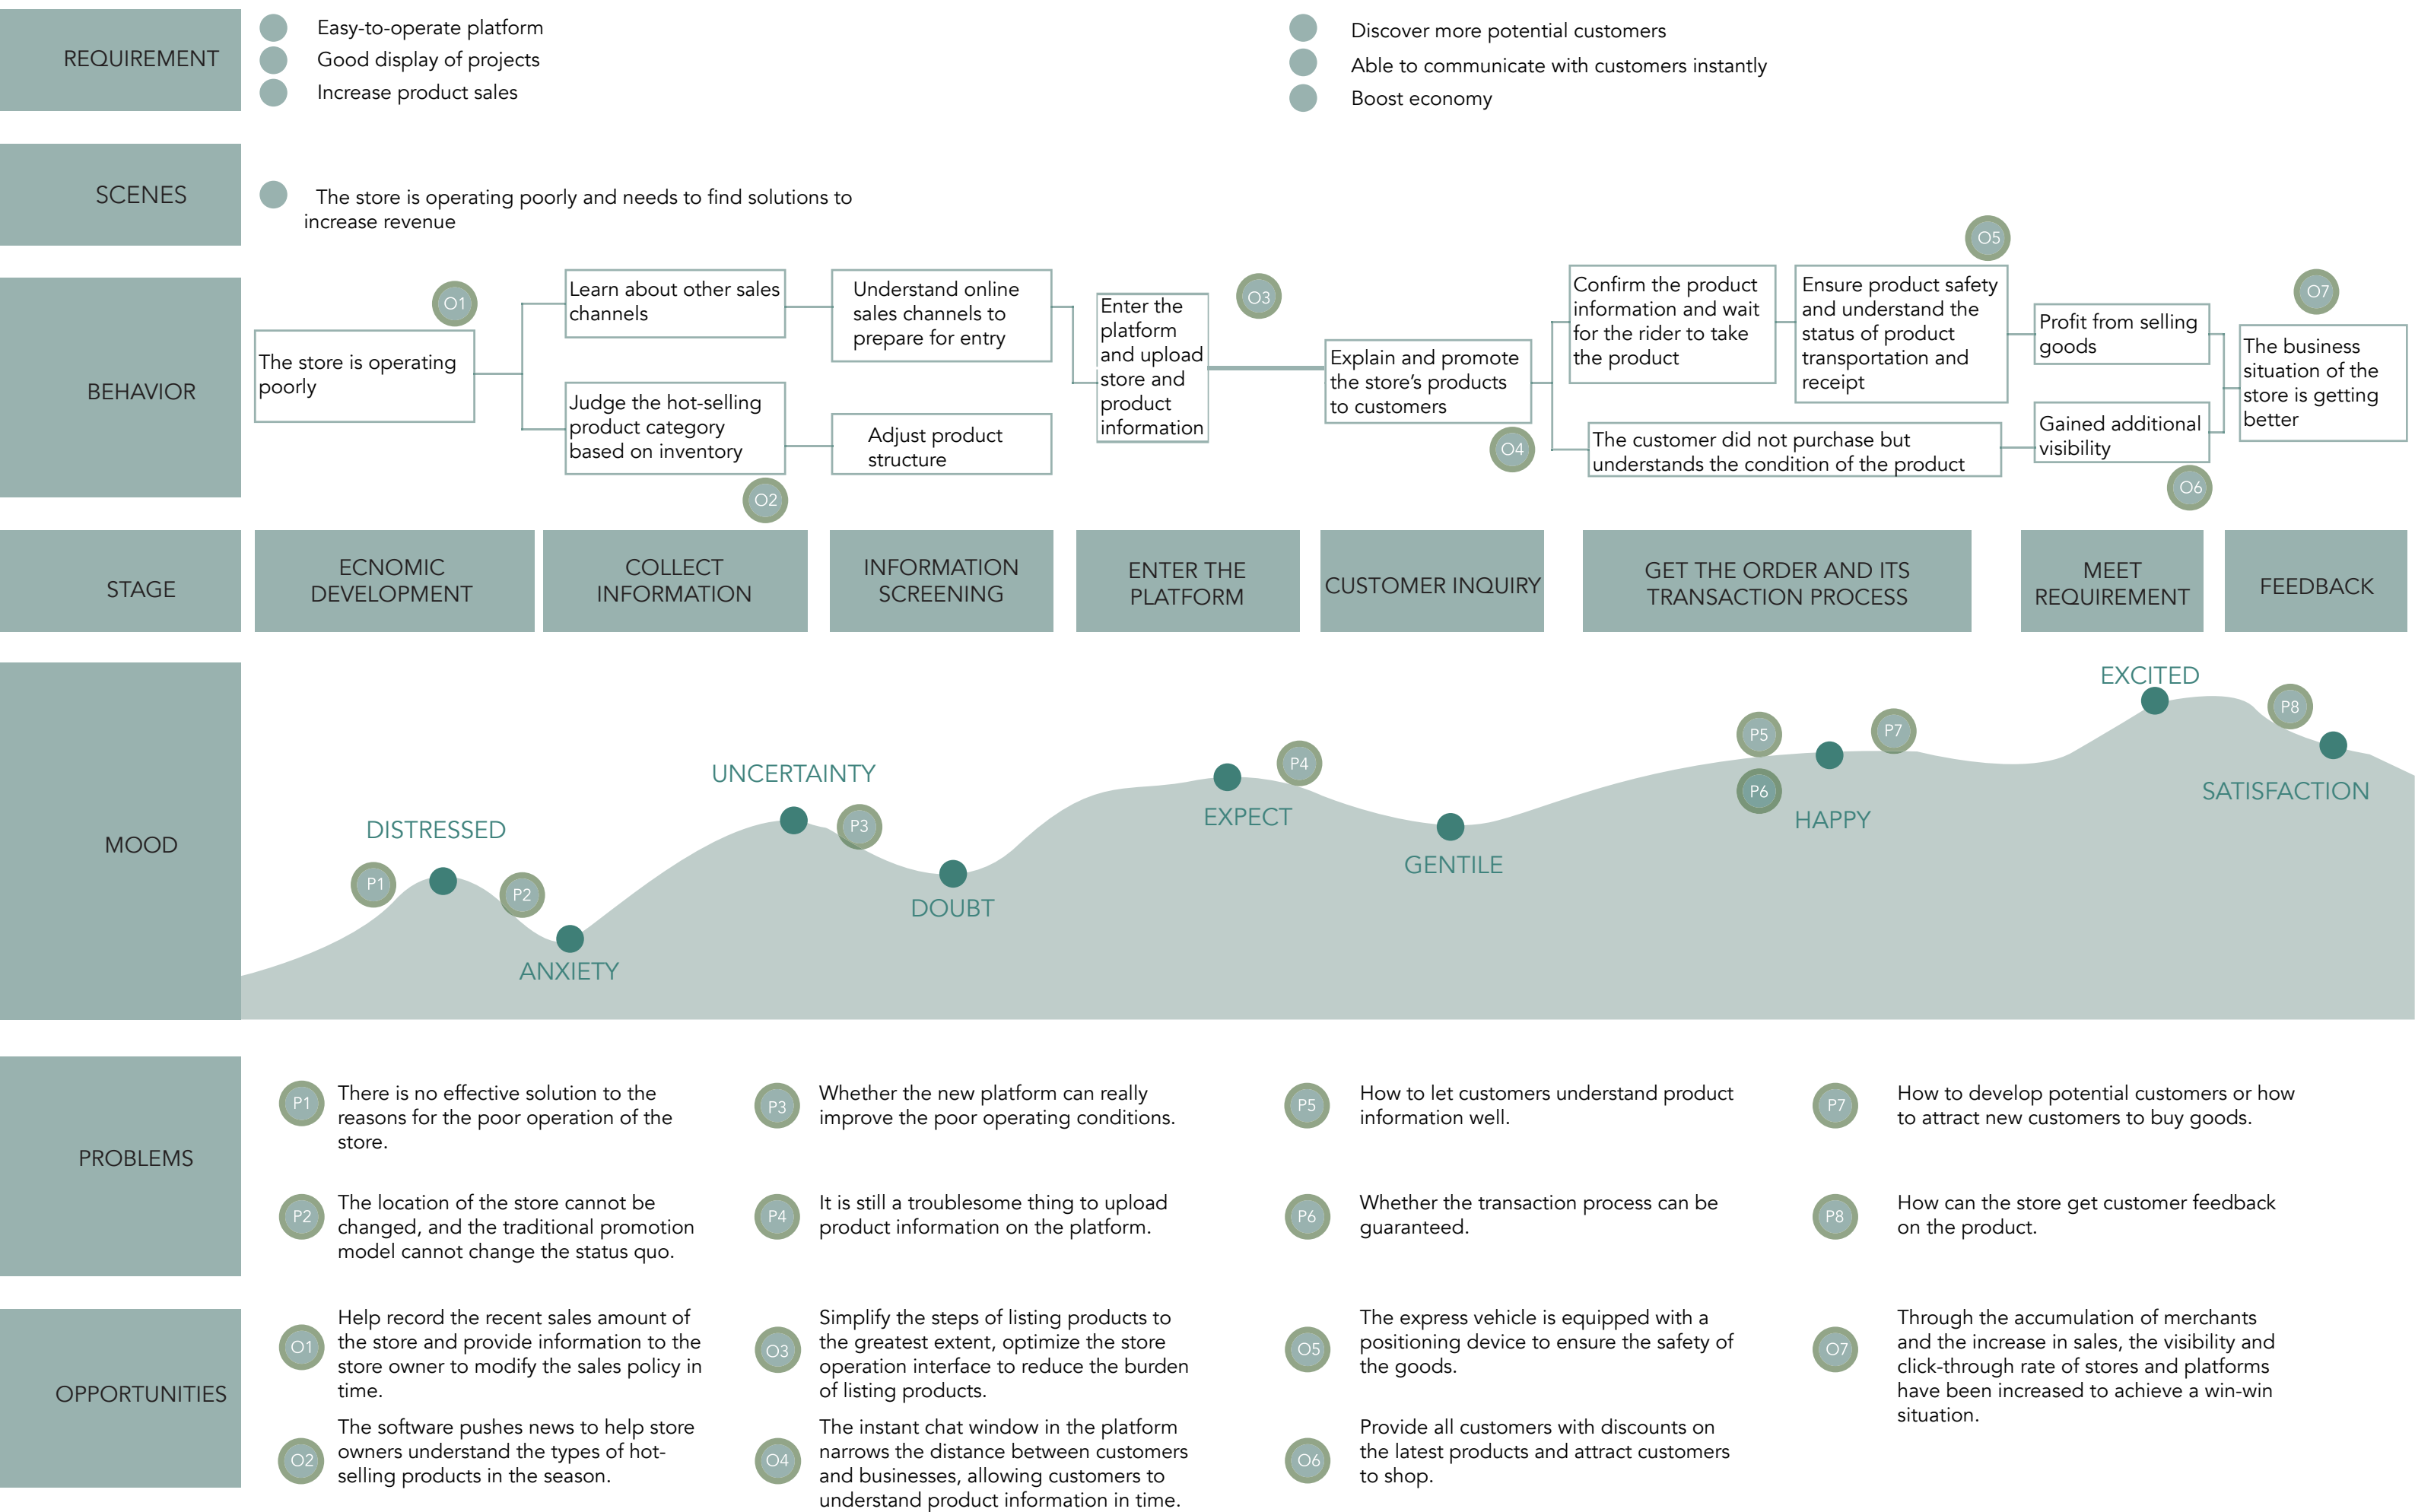 REQUIREMENT
Easy-to-operate platform
Good display of projects
Increase product sales
Discover more potential customers
Able to communicate with customers instantly
Boost economy
SCENES
The store is operating poorly and needs to find solutions to
increase revenue
BEHAVIOR
O1
The store is operating
poorly
Learn about other sales
channels
Judge the hot-selling
product category
based on inventory
O2
Understand online
sales channels to
prepare for entry
Adjust product
structure
Enter the
platform
and upload
store and
product
information
O3
Explain and promote
the store's products
to customers
O4
Confirm the product
information and wait
for the rider to take
the product
Ensure product safety
and understand the
status of product
transportation and
receipt
O5
The customer did not purchase but
understands the condition of the product
Profit from selling
goods
Gained additional
visibility
O6
O7
The business
situation of the
store is getting
better
STAGE
ECNOMIC
DEVELOPMENT
COLLECT
INFORMATION
INFORMATION
SCREENING
ENTER THE
PLATFORM
CUSTOMER INQUIRY
GET THE ORDER AND ITS
TRANSACTION PROCESS
MEET
REQUIREMENT
FEEDBACK
MOOD
P1
DISTRESSED
P2
ANXIETY
UNCERTAINTY
P3
DOUBT
EXPECT
P4
GENTILE
P5
P6
HAPPY
P7
EXCITED
P8
SATISFACTION
PROBLEMS
P1
There is no effective solution to the
reasons for the poor operation of the
store.
P2
The location of the store cannot be
changed, and the traditional promotion
model cannot change the status quo.
P3
Whether the new platform can really
improve the poor operating conditions.
P4
It is still a troublesome thing to upload
product information on the platform.
P5
How to let customers understand product
information well.
P6
Whether the transaction process can be
guaranteed.
P7
How to develop potential customers or how
to attract new customers to buy goods.
P8
How can the store get customer feedback
on the product.
OPPORTUNITIES
O1
Help record the recent sales amount of
the store and provide information to the
store owner to modify the sales policy in
time.
O2
The software pushes news to help store
owners understand the types of hot-
selling products in the season.
O3
Simplify the steps of listing products to
the greatest extent, optimize the store
operation interface to reduce the burden
of listing products.
O4
The instant chat window in the platform
narrows the distance between customers
and businesses, allowing customers to
understand product information in time.
O5
The express vehicle is equipped with a
positioning device to ensure the safety of
the goods.
O6
Provide all customers with discounts on
the latest products and attract customers
to shop.
O7
Through the accumulation of merchants
and the increase in sales, the visibility and
click-through rate of stores and platforms
have been increased to achieve a win-win
situation.